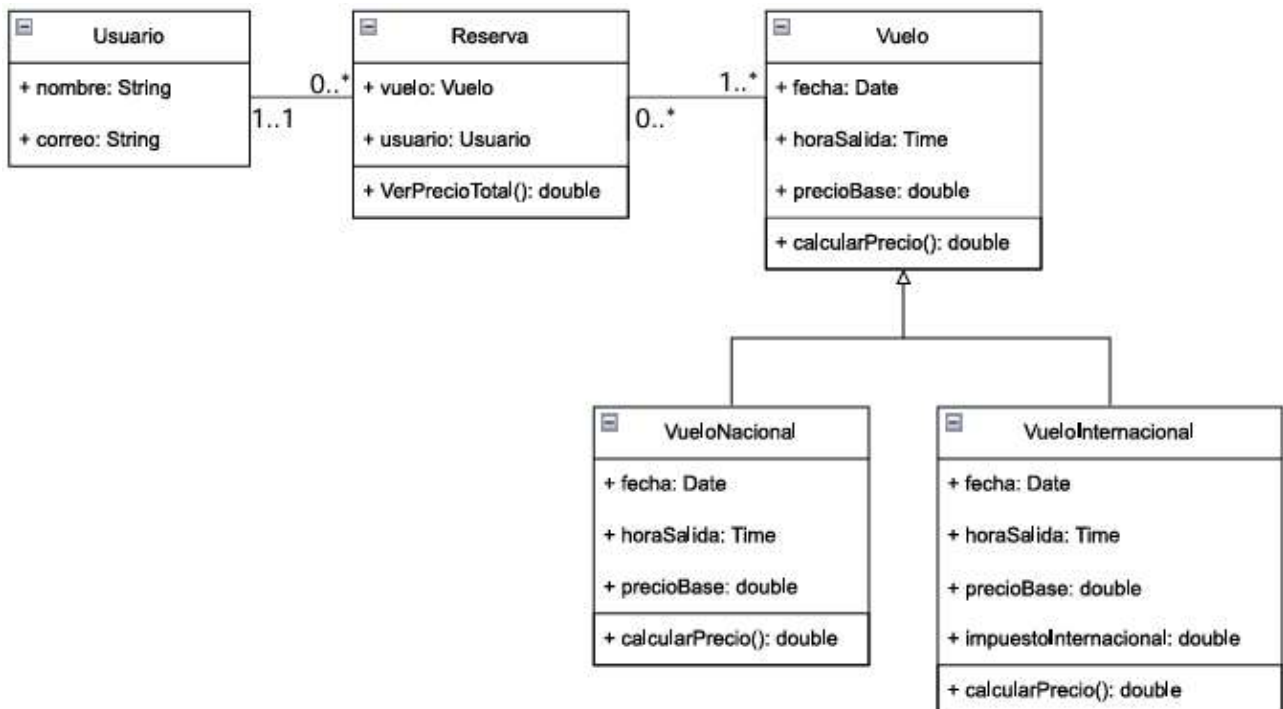 Usuario
+ nombre: String
+ correo: String
0..*
1..1
Reserva
+ vuelo: Vuelo
+ usuario: Usuario
+ VerPrecioTotal(): double
1..*
0..*
Vuelo
+ fecha: Date
+ horaSalida: Time
+ precioBase: double
+ calcularPrecio(): double
VueloNacional
+ fecha: Date
+ horaSalida: Time
+ precioBase: double
+ calcularPrecio(): double
VueloInternacional
+ fecha: Date
+ horaSalida: Time
+ precioBase: double
+ impuestoInternacional: double
+ calcularPrecio(): double